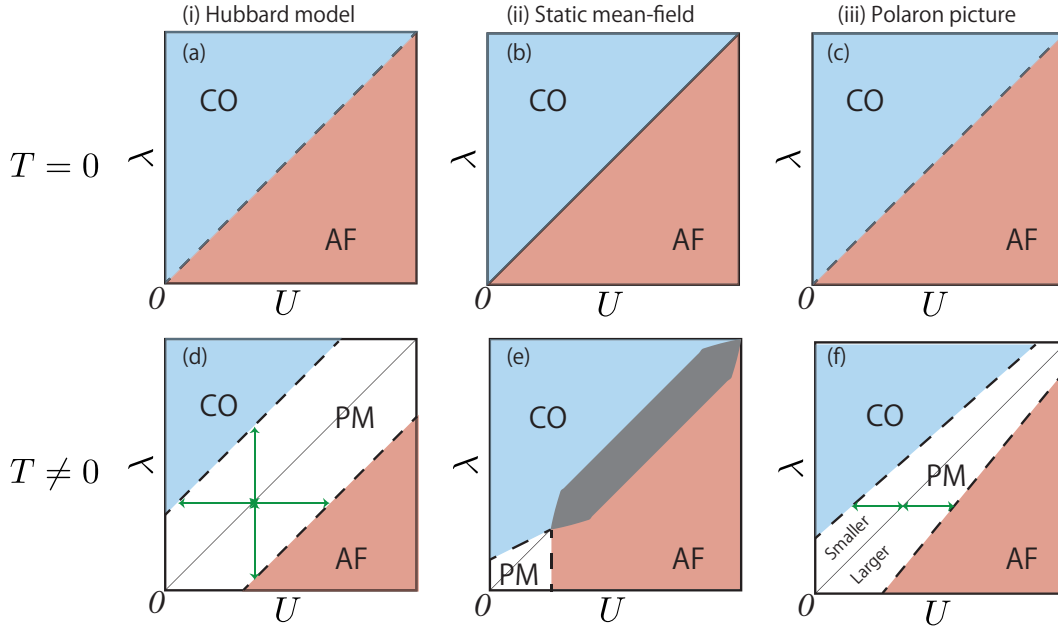 (i) Hubbard model (ii) Static mean-field (iii) Polaron picture
(a) (b) (c)
CO CO CO
T = 0 λ λ λ
AF AF AF
0 U 0 U 0 U
(d) (e) (f)
CO PM CO CO
T ≠ 0 λ λ λ PM
Smaller
Larger
AF PM AF AF
0 U 0 U 0 U